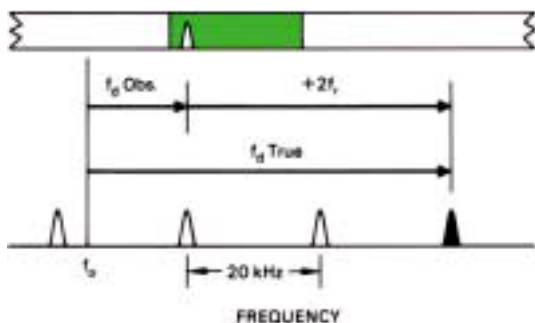 f_d Obs.
+2f_r
f_d True
20 kHz
f_o
FREQUENCY